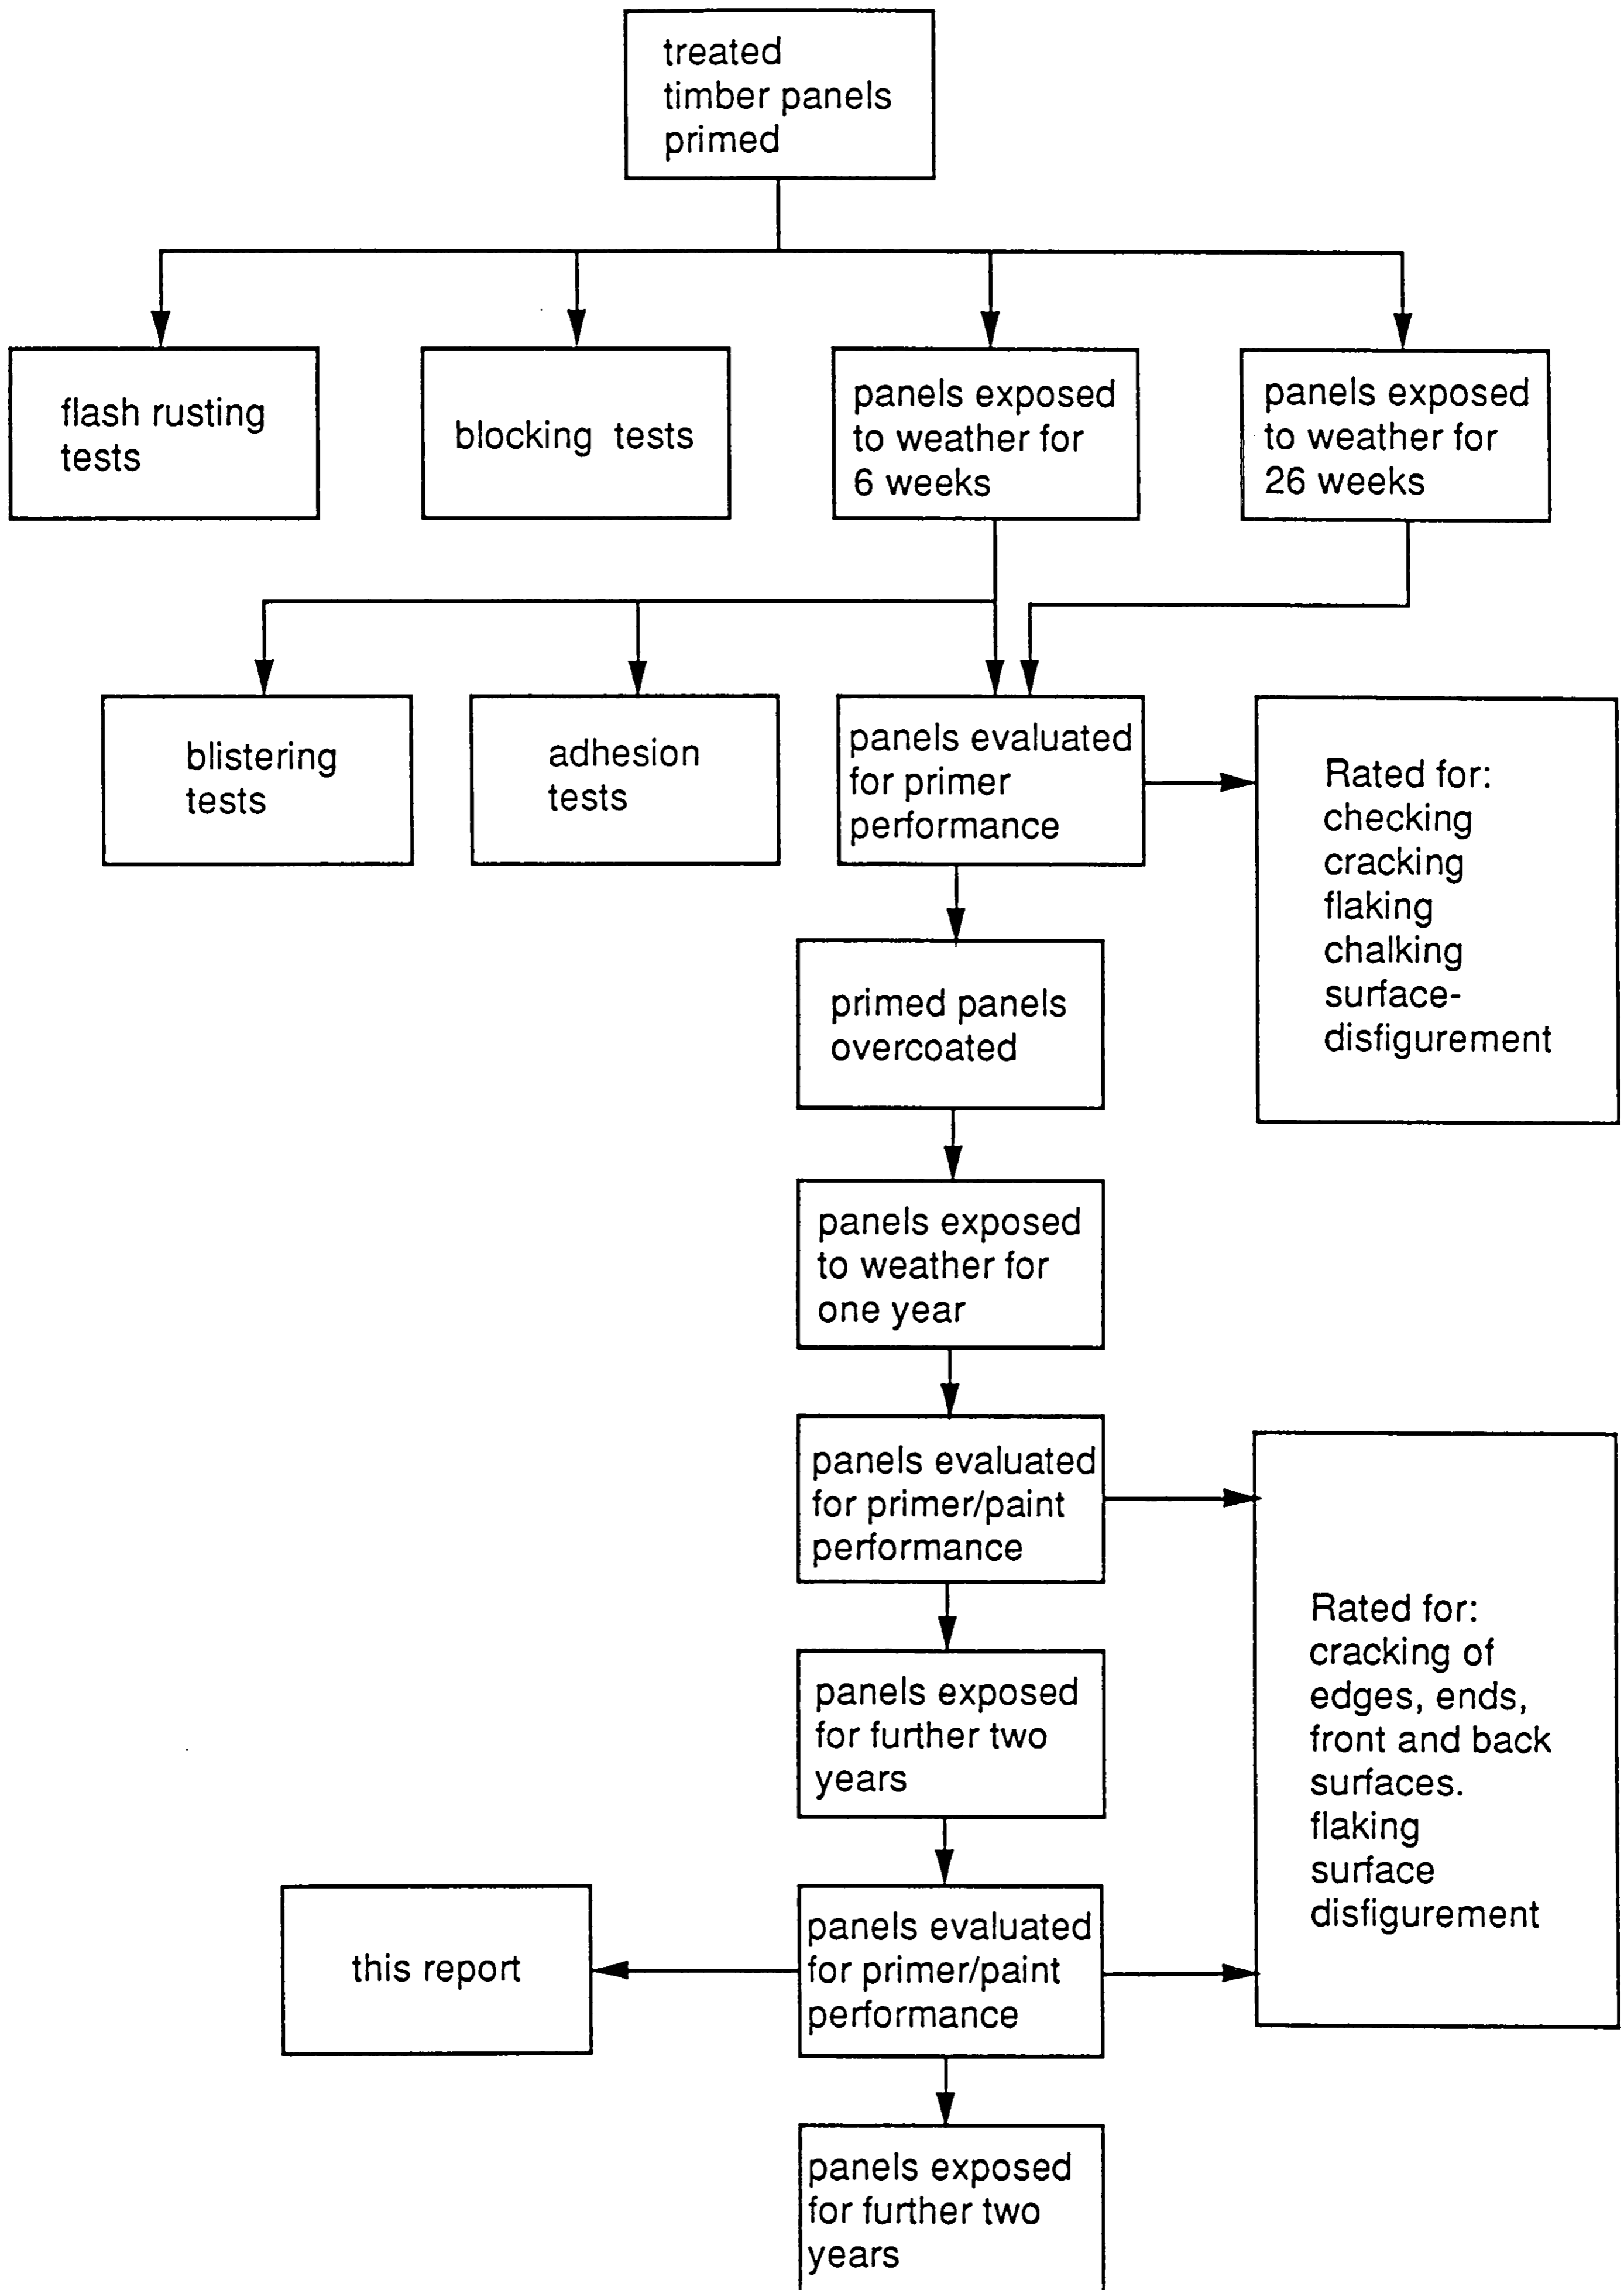 treated
timber panels
primed
flash rusting
tests
blocking tests
panels exposed
to weather for
6 weeks
panels exposed
to weather for
26 weeks
blistering
tests
adhesion
tests
panels evaluated
for primer
performance
Rated for:
checking
cracking
flaking
chalking
surface-
disfigurement
primed panels
overcoated
panels exposed
to weather for
one year
panels evaluated
for primer/paint
performance
Rated for:
cracking of
edges, ends,
front and back
surfaces.
flaking
surface
disfigurement
panels exposed
for further two
years
this report
panels evaluated
for primer/paint
performance
panels exposed
for further two
years